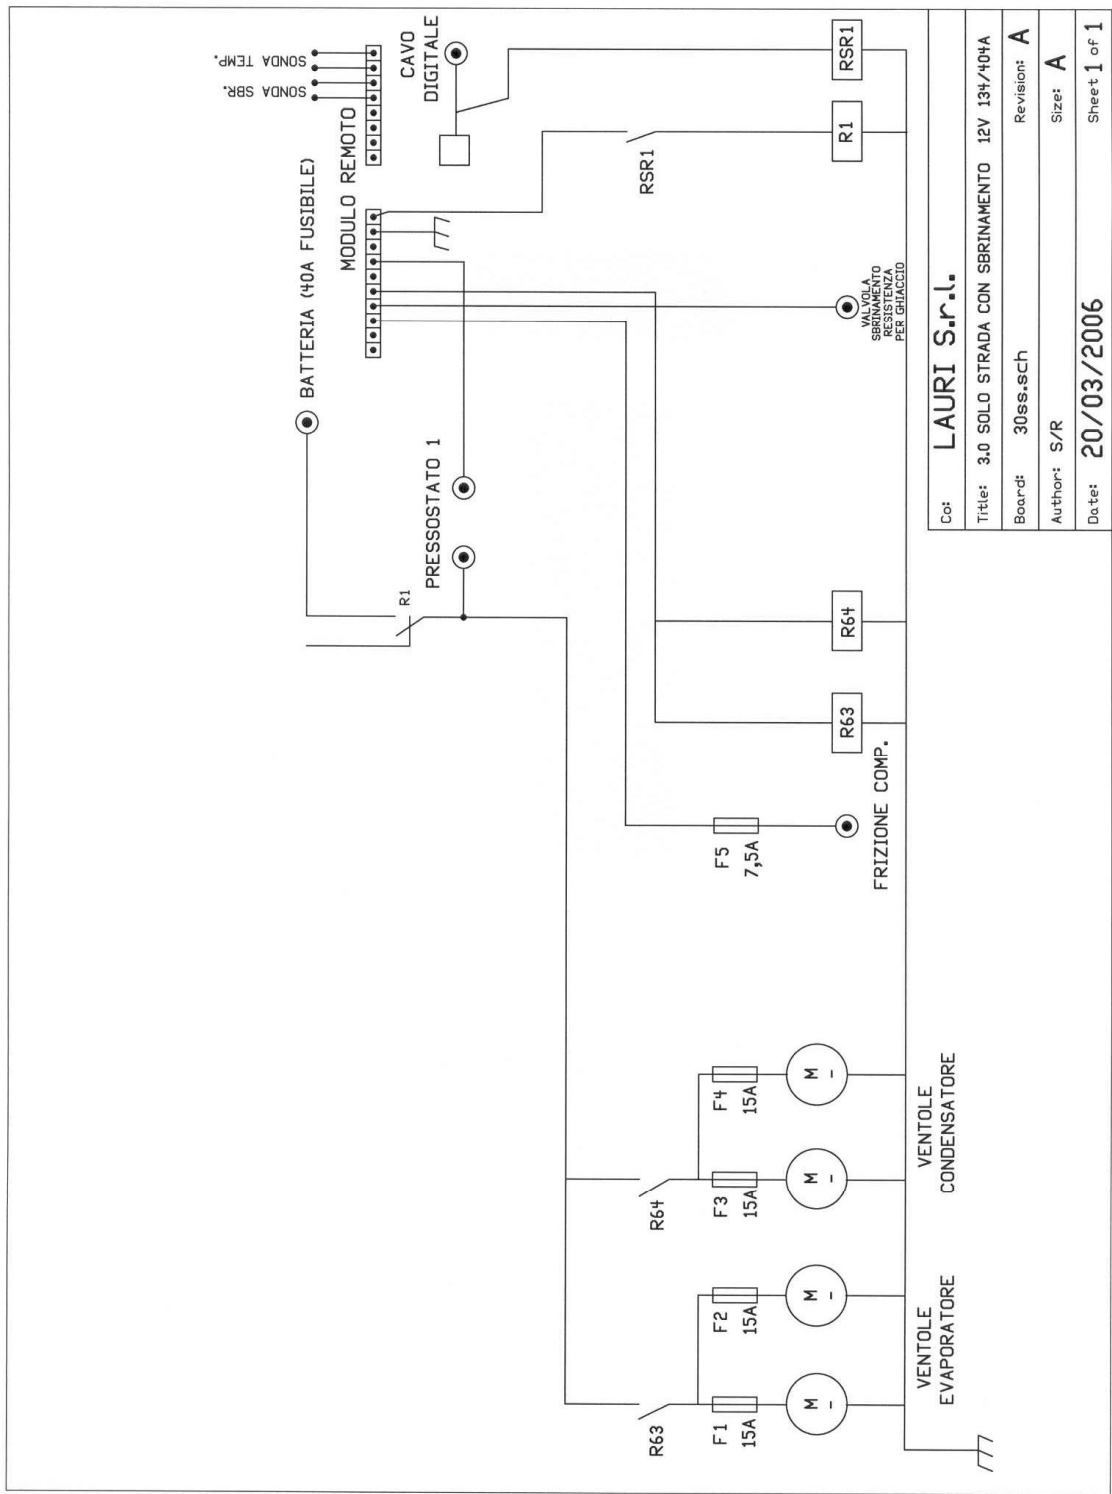 SONDA TEMP.
SONDA SBR.
CAVO
DIGITALE
RSR1
BATTERIA (40A FUSIBILE)
MODULO REMOTO
RSR1
R1
PRESSOSTATO 1
R1
VALVOLA
SBRINAMENTO
RESISTENZA
PER GHIACCIO
R64
R63
F5
7,5A
FRIZIONE COMP.
R63
F1
15A
M
-
F2
15A
M
-
R64
F3
15A
M
-
F4
15A
M
-
VENTOLE
EVAPORATORE
VENTOLE
CONDENSATORE
Co: LAURI S.r.l.
Title: 3.0 SOLO STRADA CON SBRINAMENTO 12V 134/404A
Board: 30ss.sch Revision: A
Author: S/R Size: A
Date: 20/03/2006 Sheet 1 of 1